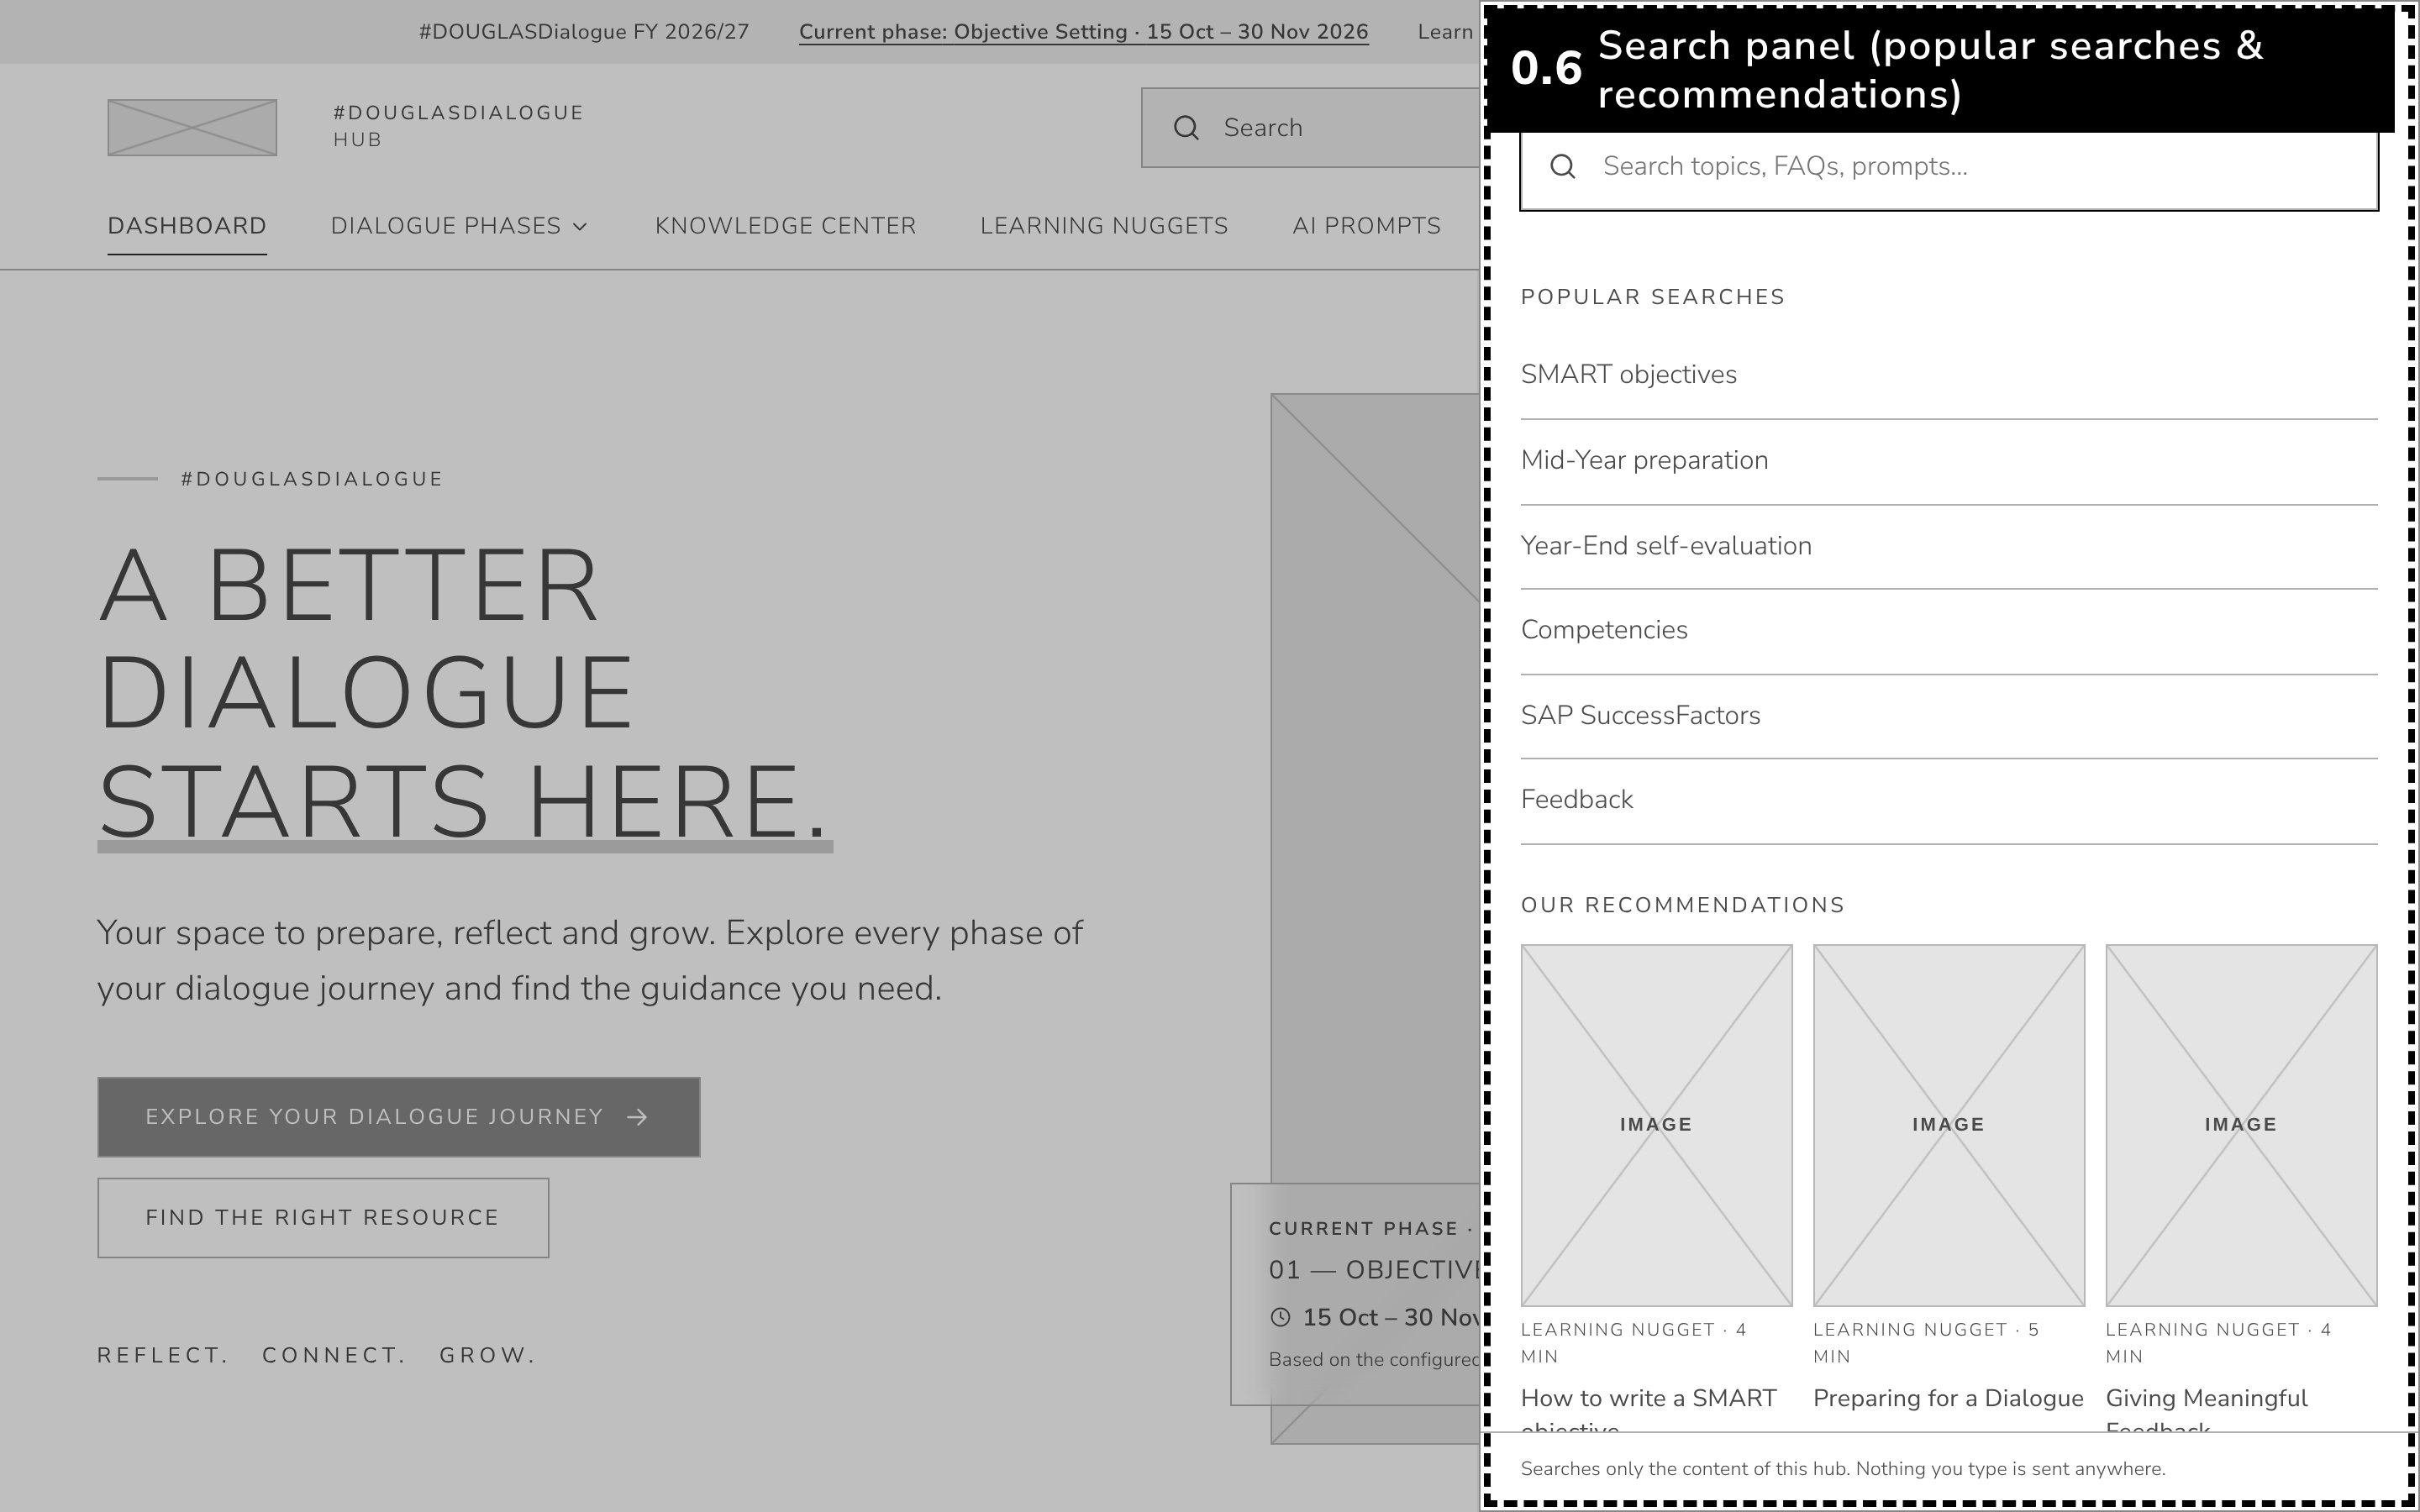 #DOUGLASDialogue FY 2026/27 Current phase: Objective Setting · 15 Oct – 30 Nov 2026 Learn
#DOUGLASDIALOGUE
HUB
Search
DASHBOARD DIALOGUE PHASES KNOWLEDGE CENTER LEARNING NUGGETS AI PROMPTS
#DOUGLASDIALOGUE
A BETTER
DIALOGUE
STARTS HERE.
Your space to prepare, reflect and grow. Explore every phase of
your dialogue journey and find the guidance you need.
EXPLORE YOUR DIALOGUE JOURNEY →
FIND THE RIGHT RESOURCE
REFLECT. CONNECT. GROW.
CURRENT PHASE ·
01 — OBJECTIVE
15 Oct – 30 Nov
Based on the configured
0.6 Search panel (popular searches &
recommendations)
Search topics, FAQs, prompts...
POPULAR SEARCHES
SMART objectives
Mid-Year preparation
Year-End self-evaluation
Competencies
SAP SuccessFactors
Feedback
OUR RECOMMENDATIONS
IMAGE IMAGE IMAGE
LEARNING NUGGET · 4 LEARNING NUGGET · 5 LEARNING NUGGET · 4
MIN MIN MIN
How to write a SMART Preparing for a Dialogue Giving Meaningful
objective Feedback
Searches only the content of this hub. Nothing you type is sent anywhere.